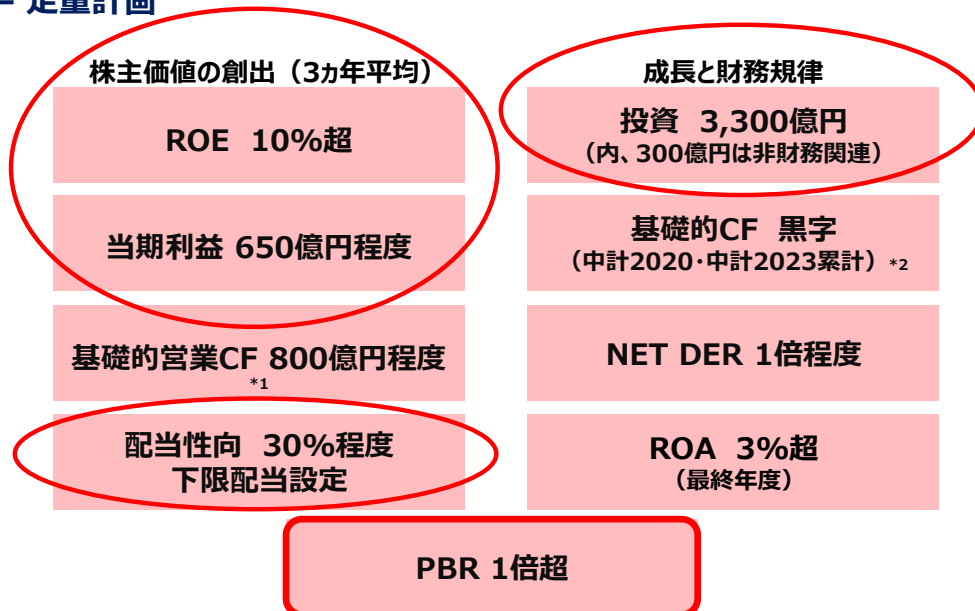 – 定量計画
株主価値の創出（3ヵ年平均）
ROE 10%超
当期利益 650億円程度
基礎的営業CF 800億円程度
*1
配当性向 30%程度
下限配当設定
成長と財務規律
投資 3,300億円
（内、300億円は非財務関連）
基礎的CF 黒字
（中計2020・中計2023累計）*2
NET DER 1倍程度
ROA 3%超
（最終年度）
PBR 1倍超